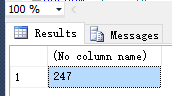 100 %
Results Messages
(No column name)
1 247